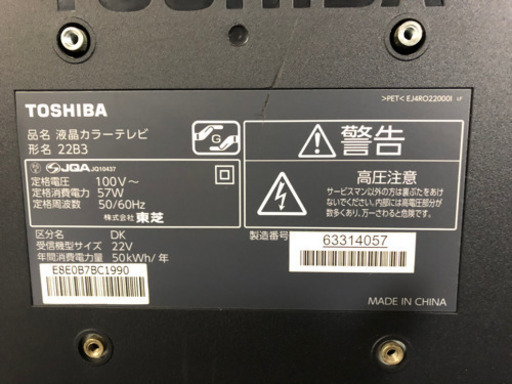 TOSHIBA
>PET< EJ4RO22000I
TOSHIBA
品名 液晶カラーテレビ
形名 22B3
JQA JQ10437
定格電圧 100V～
定格消費電力 57W
定格周波数 50/60Hz
株式会社 東芝
区分名 DK
受信機型サイズ 22V
年間消費電力量 50kWh/年
E8E0B7BC1990
警告
高圧注意
サービスマン以外の方は裏ぶたをあけ
ないでください。内部には高電圧部分が
数多くあり、万一さわると危険です。
製造番号 63314057
MADE IN CHINA